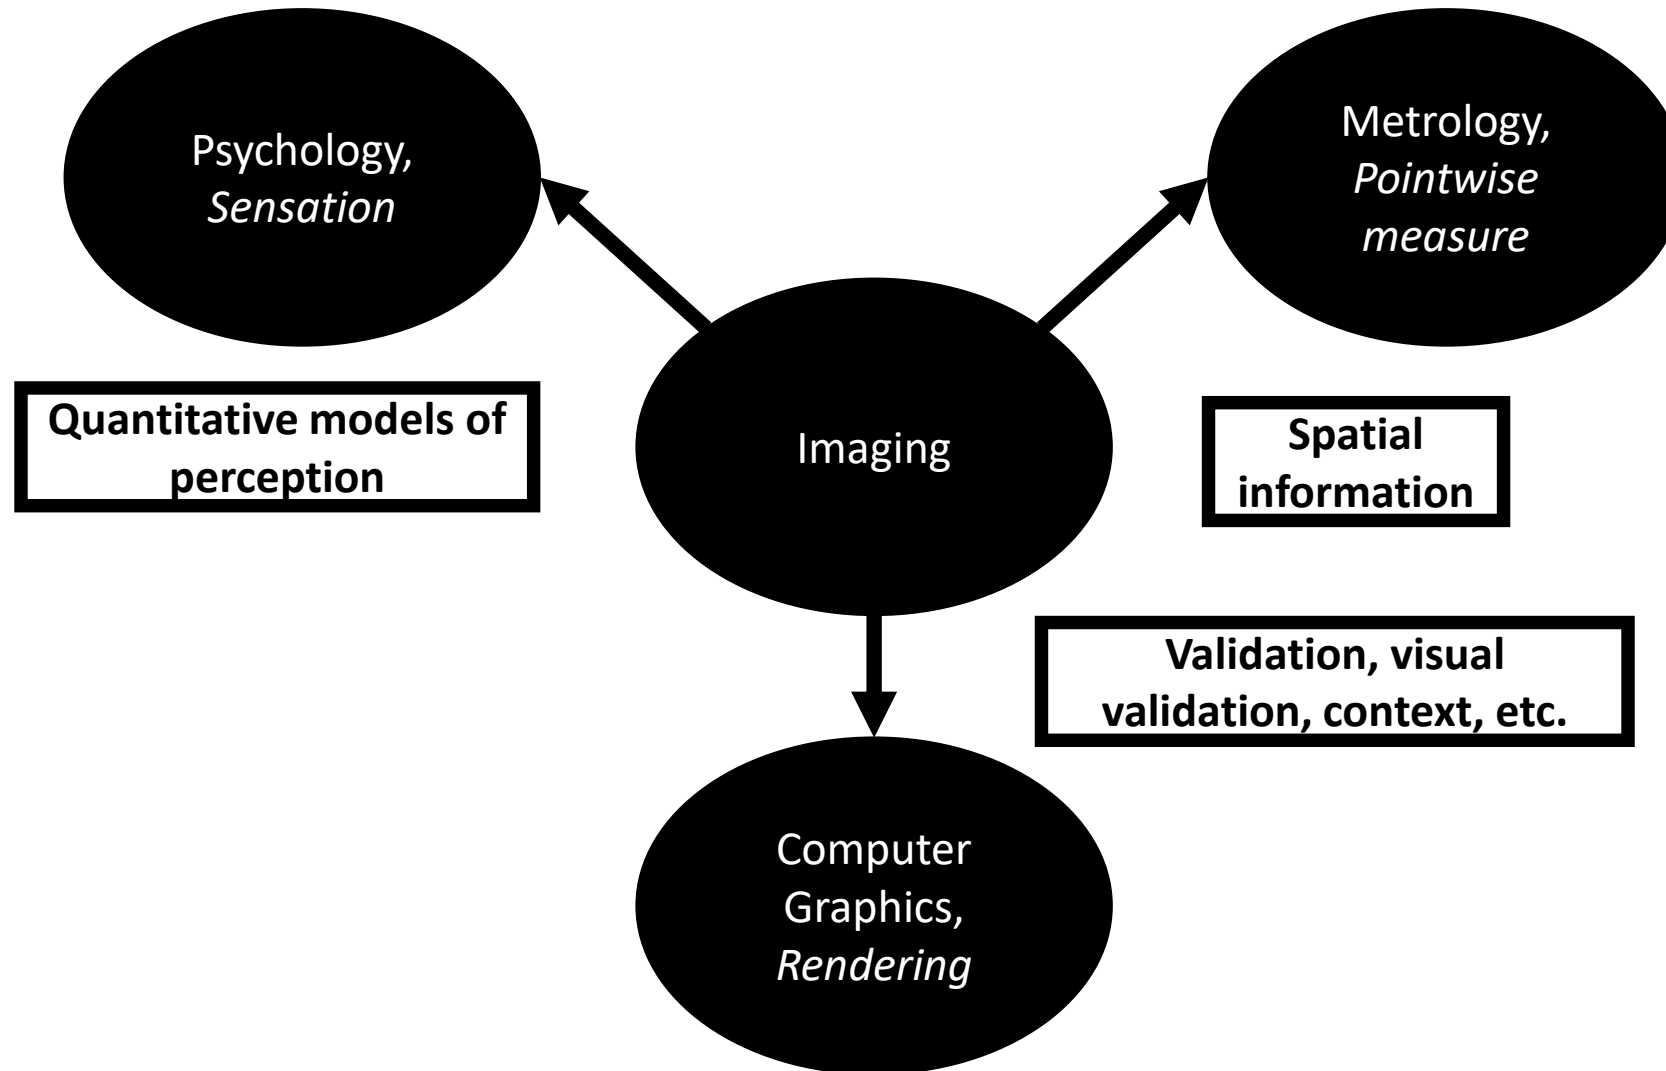 Psychology,
Sensation
Metrology,
Pointwise
measure
Quantitative models of
perception
Imaging
Spatial
information
Validation, visual
validation, context, etc.
Computer
Graphics,
Rendering